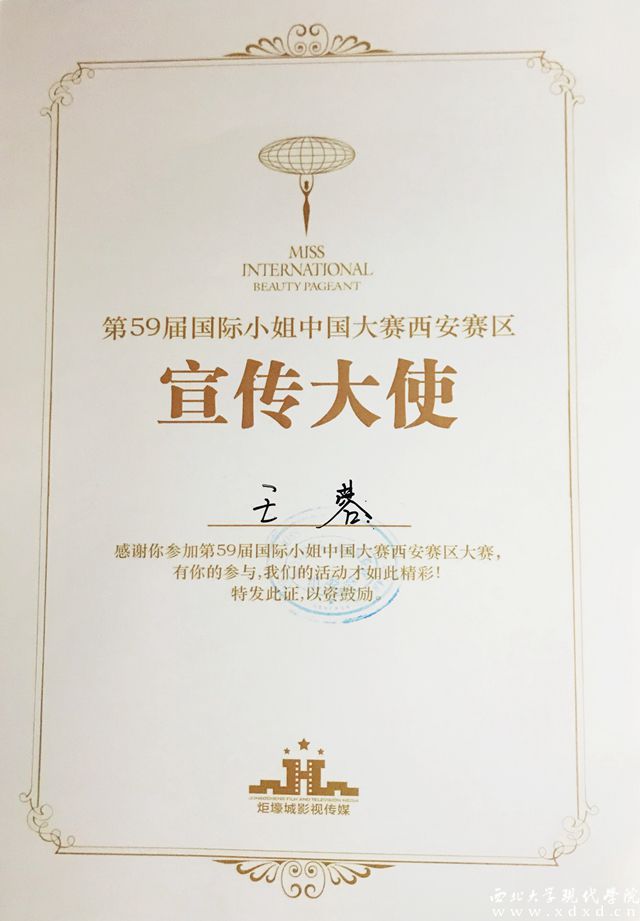 MISS
INTERNATIONAL
BEAUTY PAGEANT
第59届国际小姐中国大赛西安赛区
宣传大使
王蓉
感谢你参加第59届国际小姐中国大赛西安赛区大赛，
有你的参与,我们的活动才如此精彩!
特发此证,以资鼓励。
炬壕城影视传媒
西北大学现代学院
www.xdxd.cn